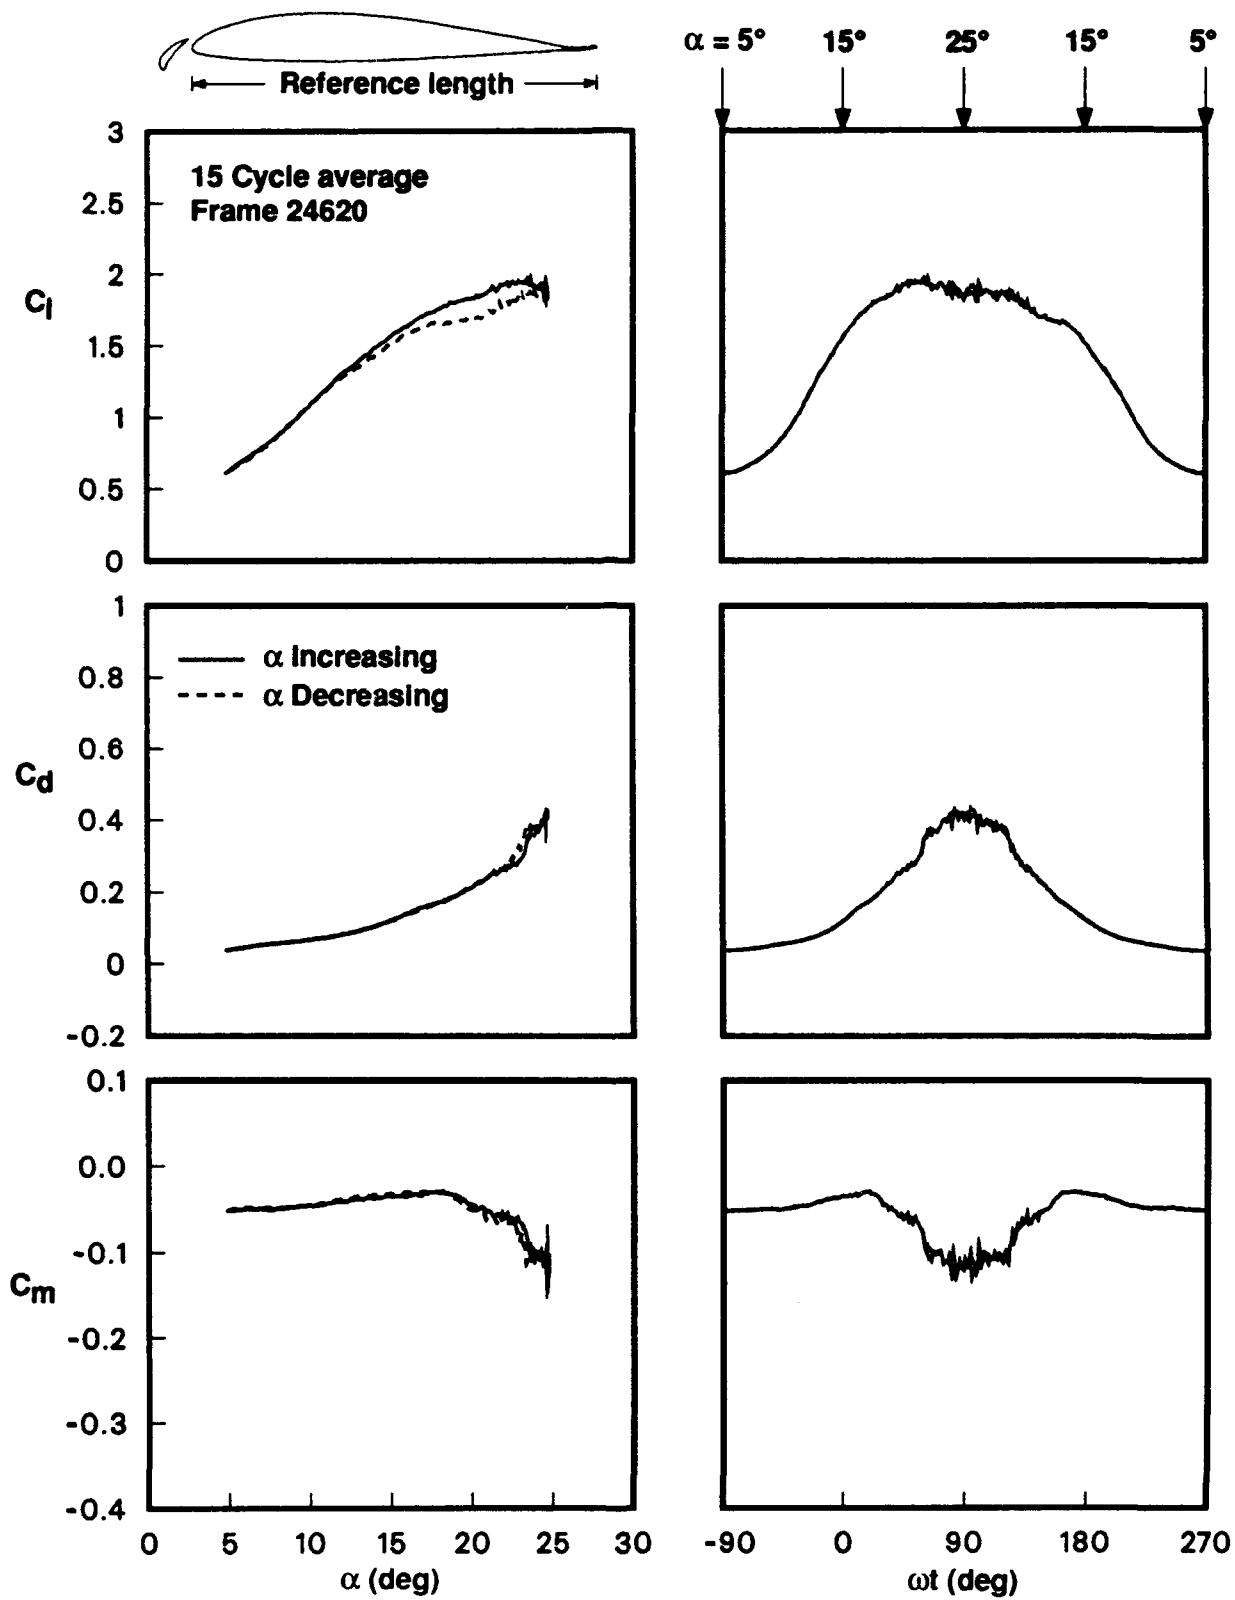 Reference length
α = 5° 15° 25° 15° 5°
15 Cycle average
Frame 24620
Cl
3
2.5
2
1.5
1
0.5
0
α Increasing
α Decreasing
Cd
1
0.8
0.6
0.4
0.2
0
-0.2
Cm
0.1
0.0
-0.1
-0.2
-0.3
-0.4
0 5 10 15 20 25 30
α (deg)
-90 0 90 180 270
ωt (deg)